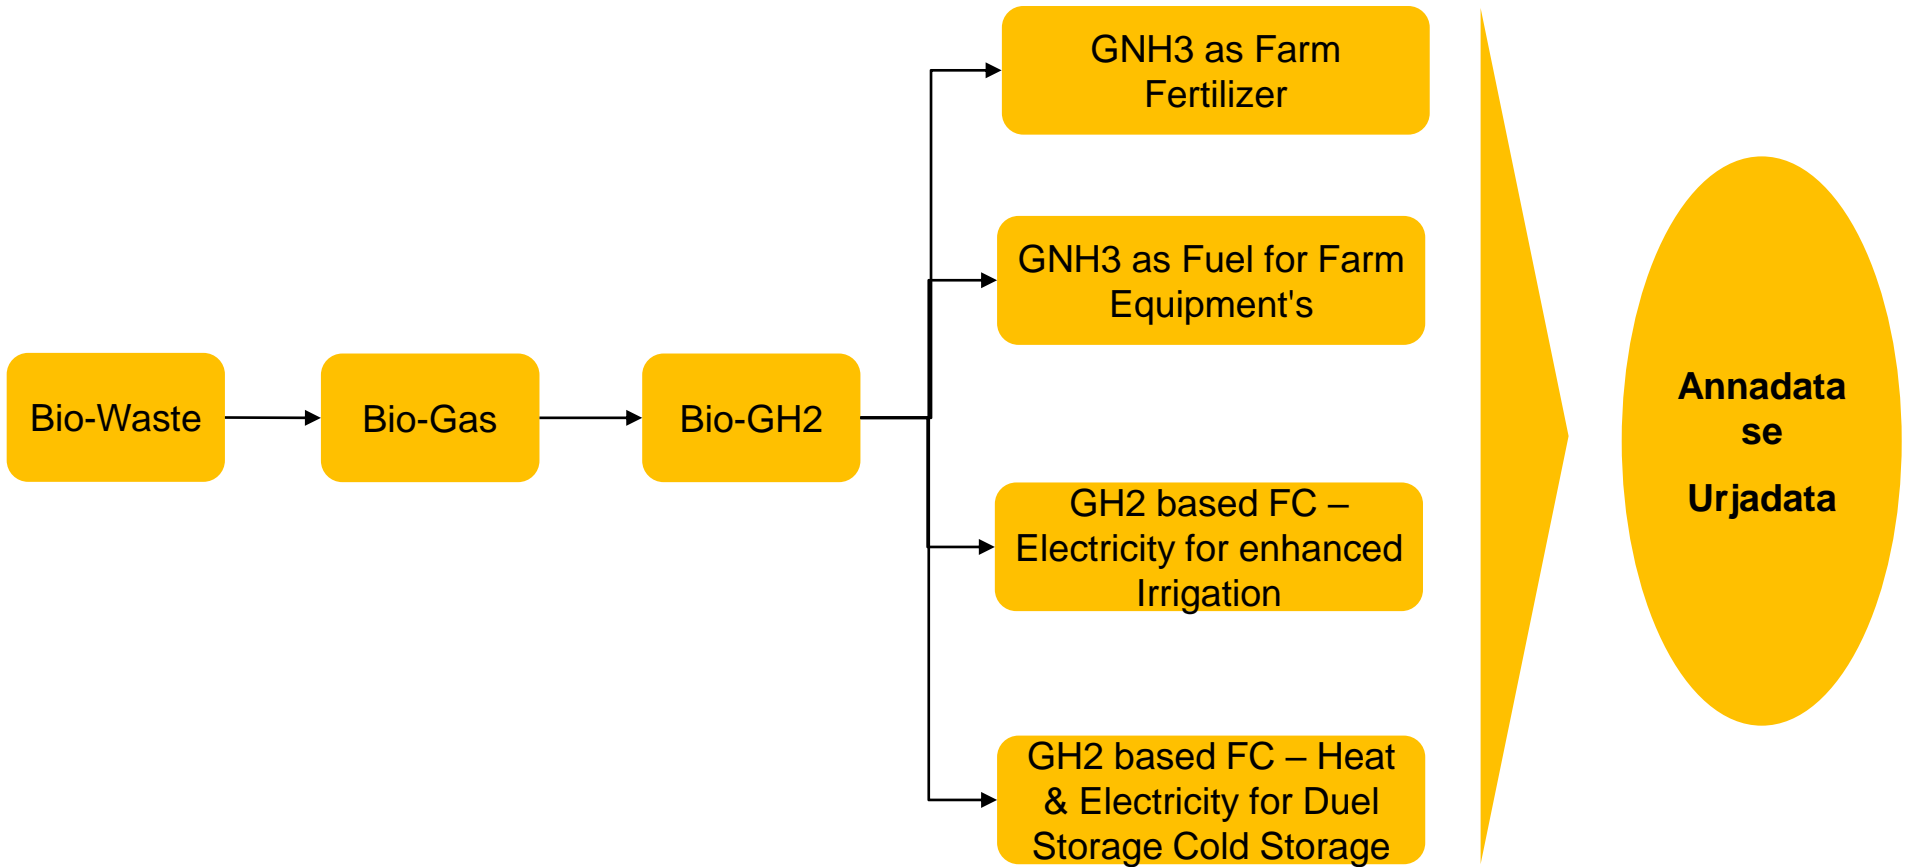 Bio-Waste
Bio-Gas
Bio-GH2
GNH3 as Farm
Fertilizer
GNH3 as Fuel for Farm
Equipment's
GH2 based FC –
Electricity for enhanced
Irrigation
GH2 based FC – Heat
& Electricity for Duel
Storage Cold Storage
Annadata
se
Urjadata